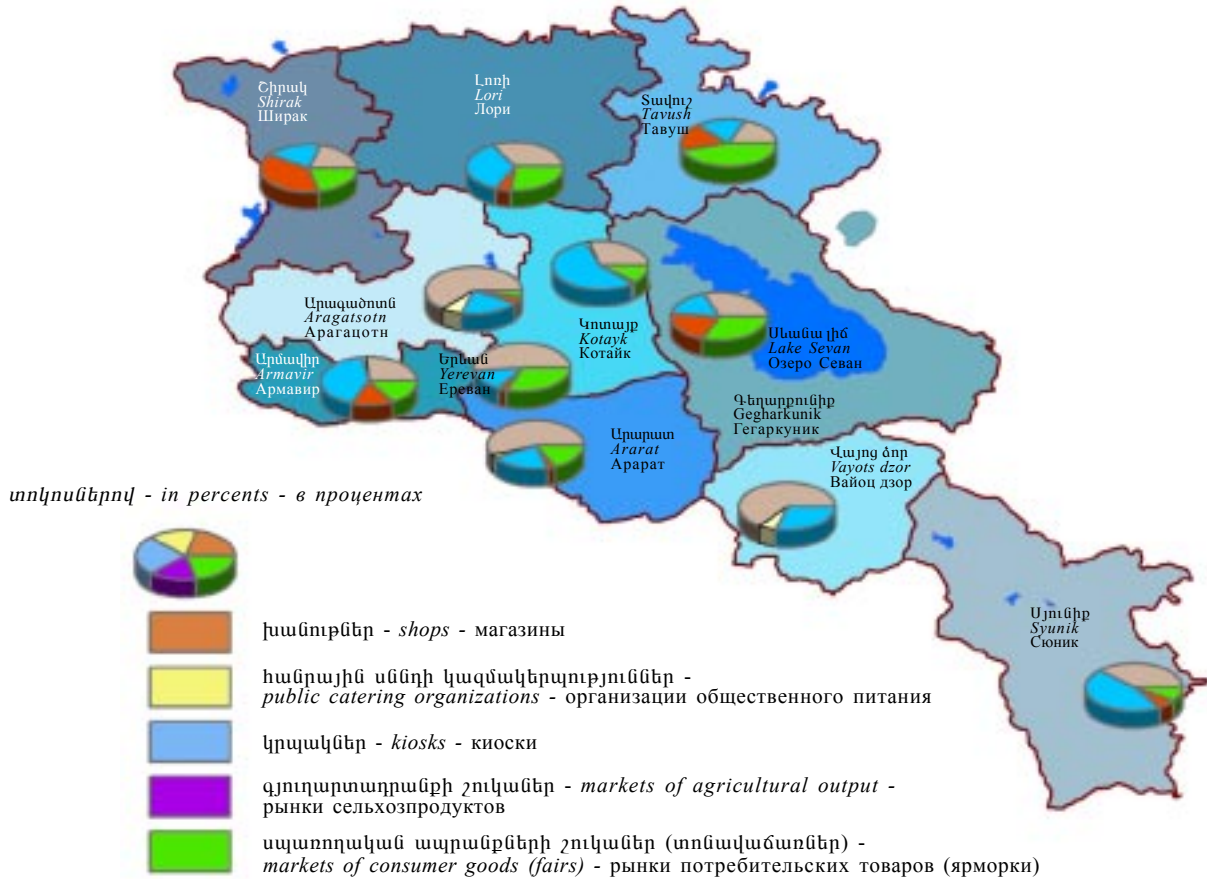 Շիրակ
Shirak
Ширак
Լոռի
Lori
Лори
Տավուշ
Tavush
Тавуш
Արագածոտն
Aragatsotn
Арагацотн
Կոտայք
Kotayk
Котайк
Սևանա լիճ
Lake Sevan
Озеро Севан
Արմավիր
Armavir
Армавир
Երևան
Yerevan
Ереван
Գեղարքունիք
Gegharkunik
Гегаркуник
Արարատ
Ararat
Арарат
Վայոց ձոր
Vayots dzor
Вайоц дзор
տոկոսներով - in percents - в процентах
Սյունիք
Syunik
Сюник
խանութներ - shops - магазины
հանրային սննդի կազմակերպություններ -
public catering organizations - организации общественного питания
կրպակներ - kiosks - киоски
գյուղարտադրանքի շուկաներ - markets of agricultural output -
рынки сельхозпродуктов
սպառողական ապրանքների շուկաներ (տոնավաճառներ) -
markets of consumer goods (fairs) - рынки потребительских товаров (ярморки)